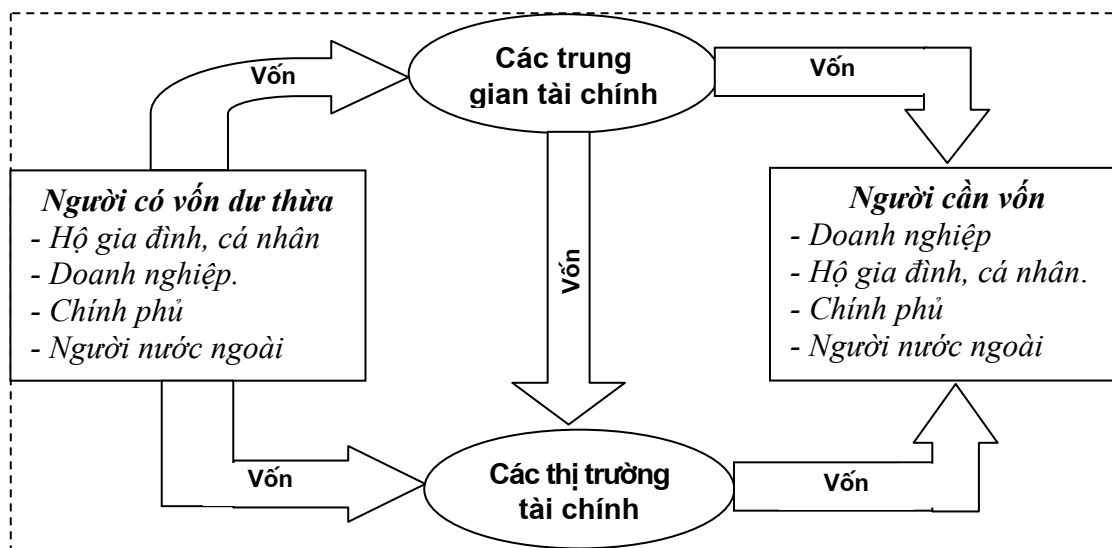 Vốn
Các trung
gian tài chính
Vốn
Người có vốn dư thừa
- Hộ gia đình, cá nhân
- Doanh nghiệp.
- Chính phủ
- Người nước ngoài
Vốn
Người cần vốn
- Doanh nghiệp
- Hộ gia đình, cá nhân.
- Chính phủ
- Người nước ngoài
Vốn
Các thị trường
tài chính
Vốn